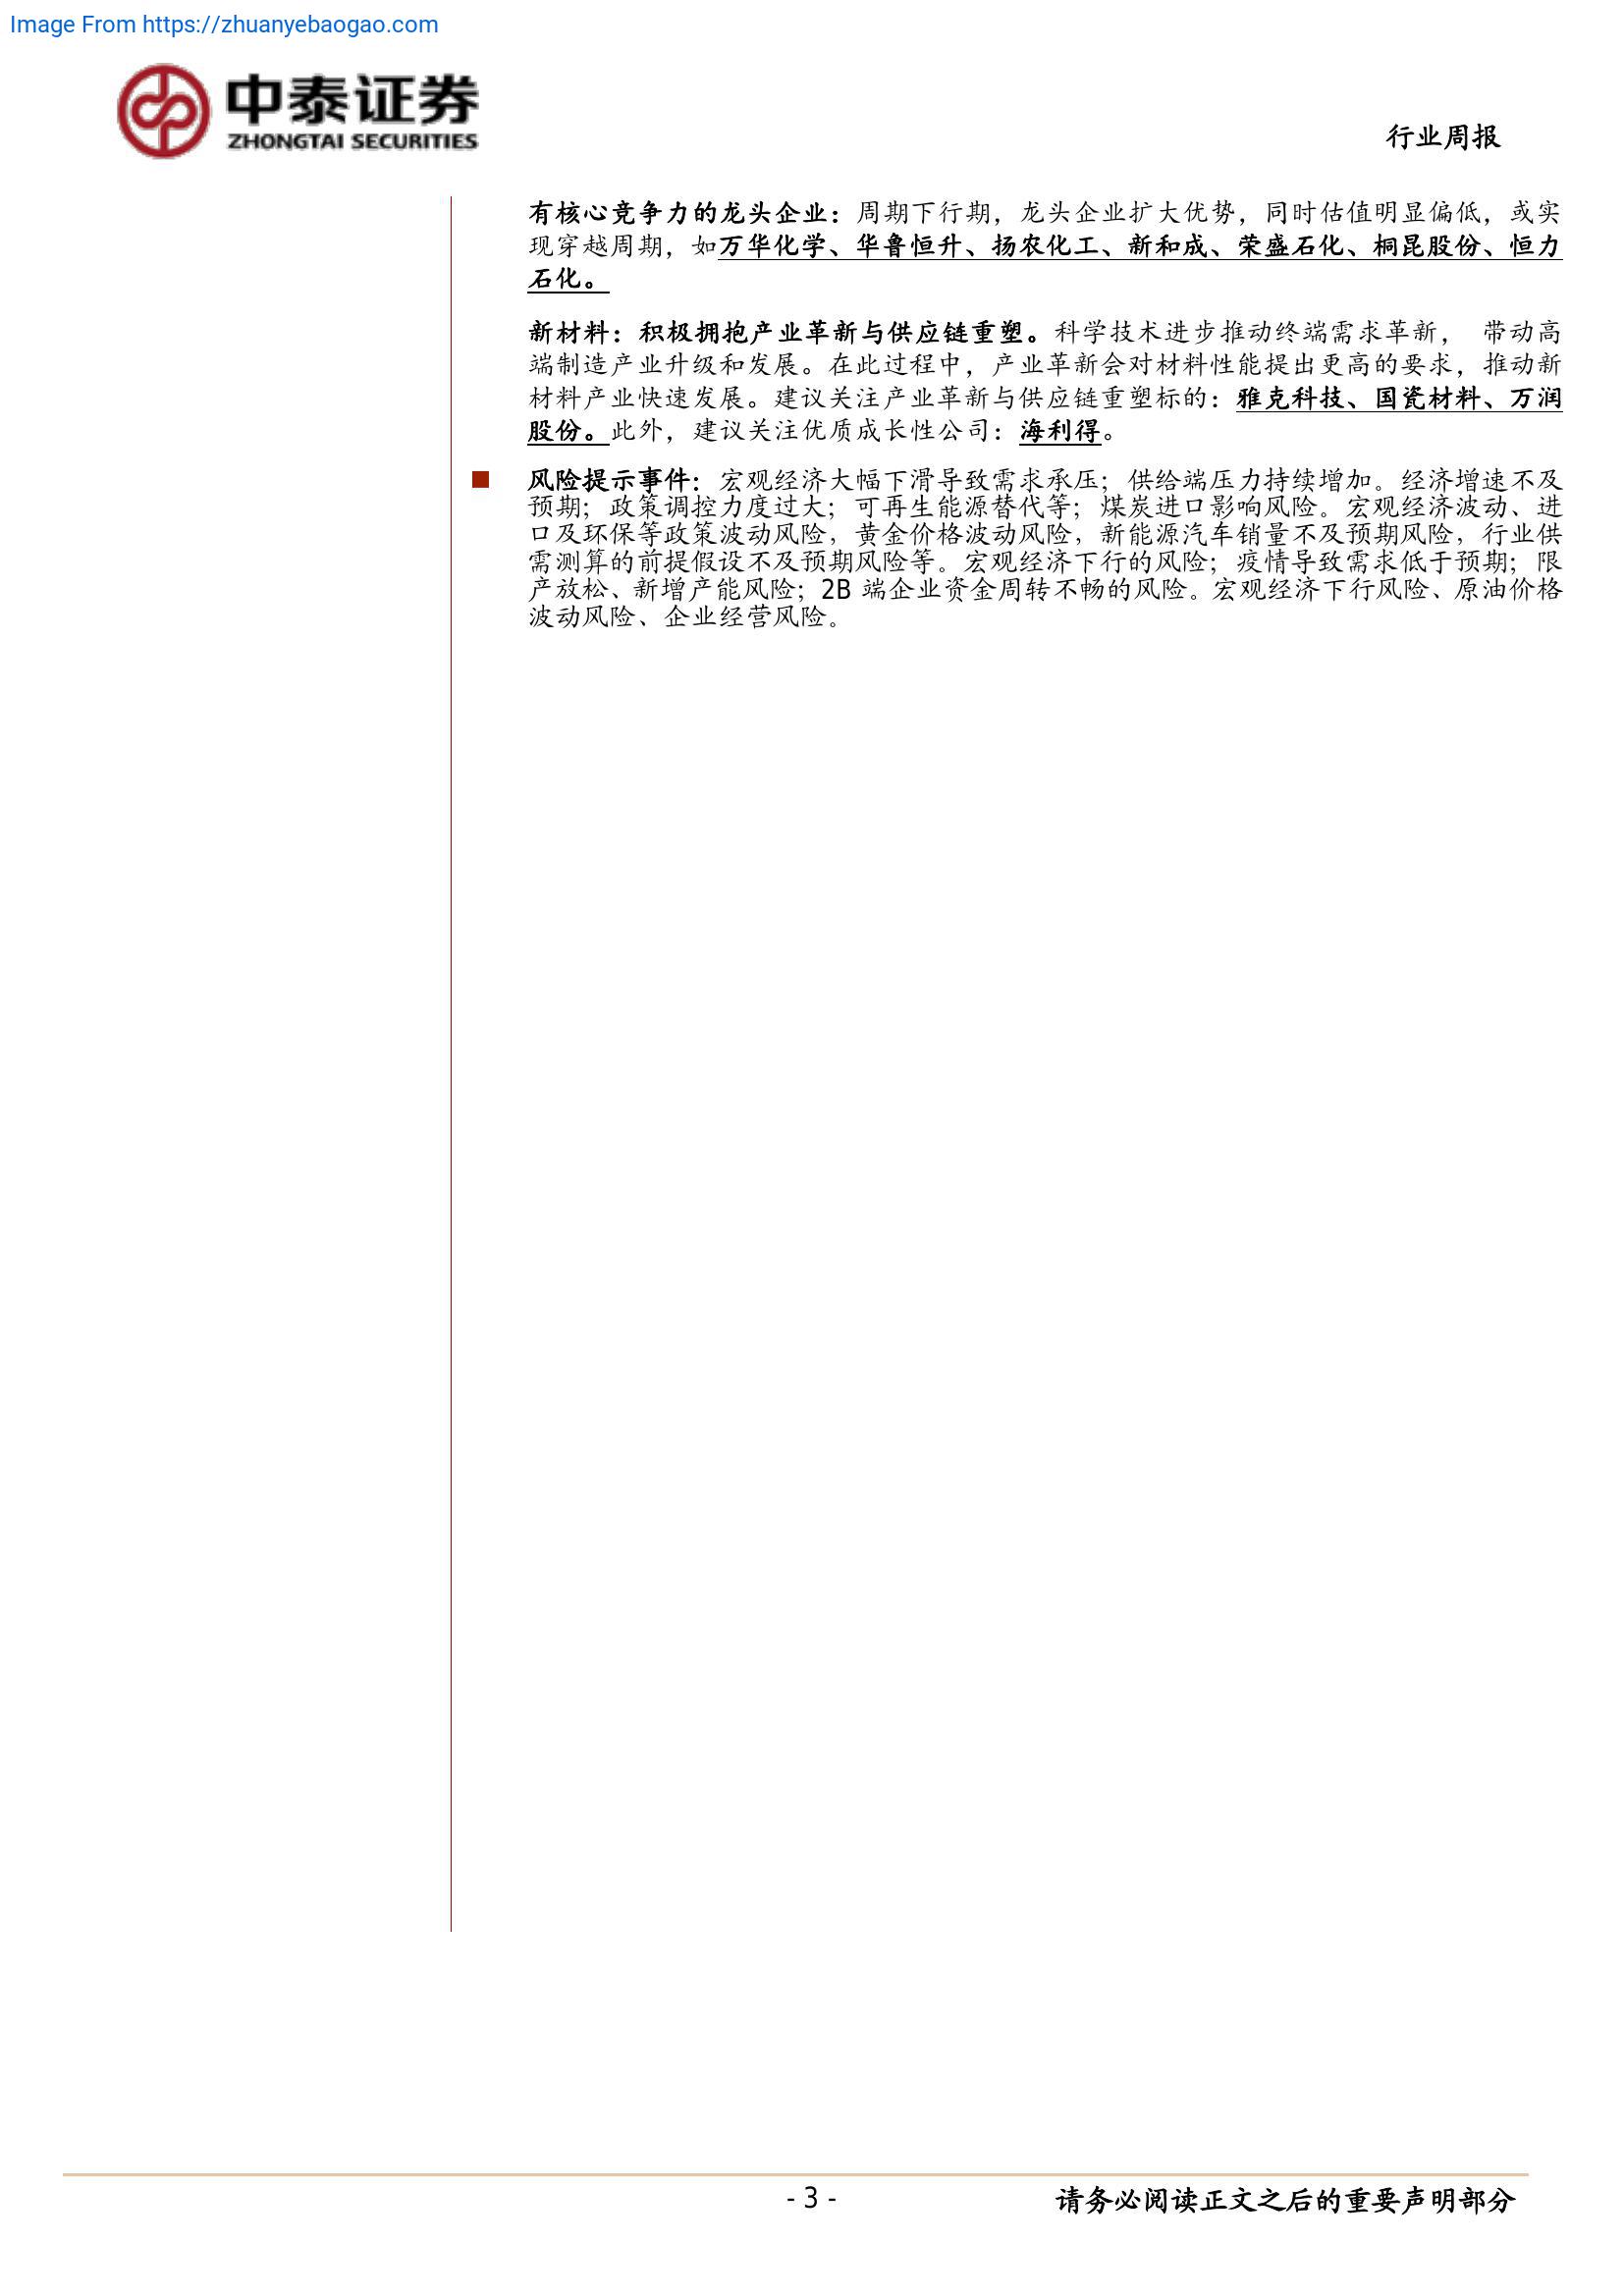 Image From https://zhuanyebaogao.com
中泰证券
ZHONGTAI SECURITIES
行业周报
有核心竞争力的龙头企业：周期下行期，龙头企业扩大优势，同时估值明显偏低，或实
现穿越周期，如万华化学、华鲁恒升、扬农化工、新和成、荣盛石化、桐昆股份、恒力
石化。
新材料：积极拥抱产业革新与供应链重塑。科学技术进步推动终端需求革新， 带动高
端制造产业升级和发展。在此过程中，产业革新会对材料性能提出更高的要求，推动新
材料产业快速发展。建议关注产业革新与供应链重塑标的：雅克科技、国瓷材料、万润
股份。此外，建议关注优质成长性公司：海利得。
风险提示事件：宏观经济大幅下滑导致需求承压；供给端压力持续增加。经济增速不及
预期；政策调控力度过大；可再生能源替代等；煤炭进口影响风险。宏观经济波动、进
口及环保等政策波动风险，黄金价格波动风险，新能源汽车销量不及预期风险，行业供
需测算的前提假设不及预期风险等。宏观经济下行的风险；疫情导致需求低于预期；限
产放松、新增产能风险；2B 端企业资金周转不畅的风险。宏观经济下行风险、原油价格
波动风险、企业经营风险。
- 3 -
请务必阅读正文之后的重要声明部分